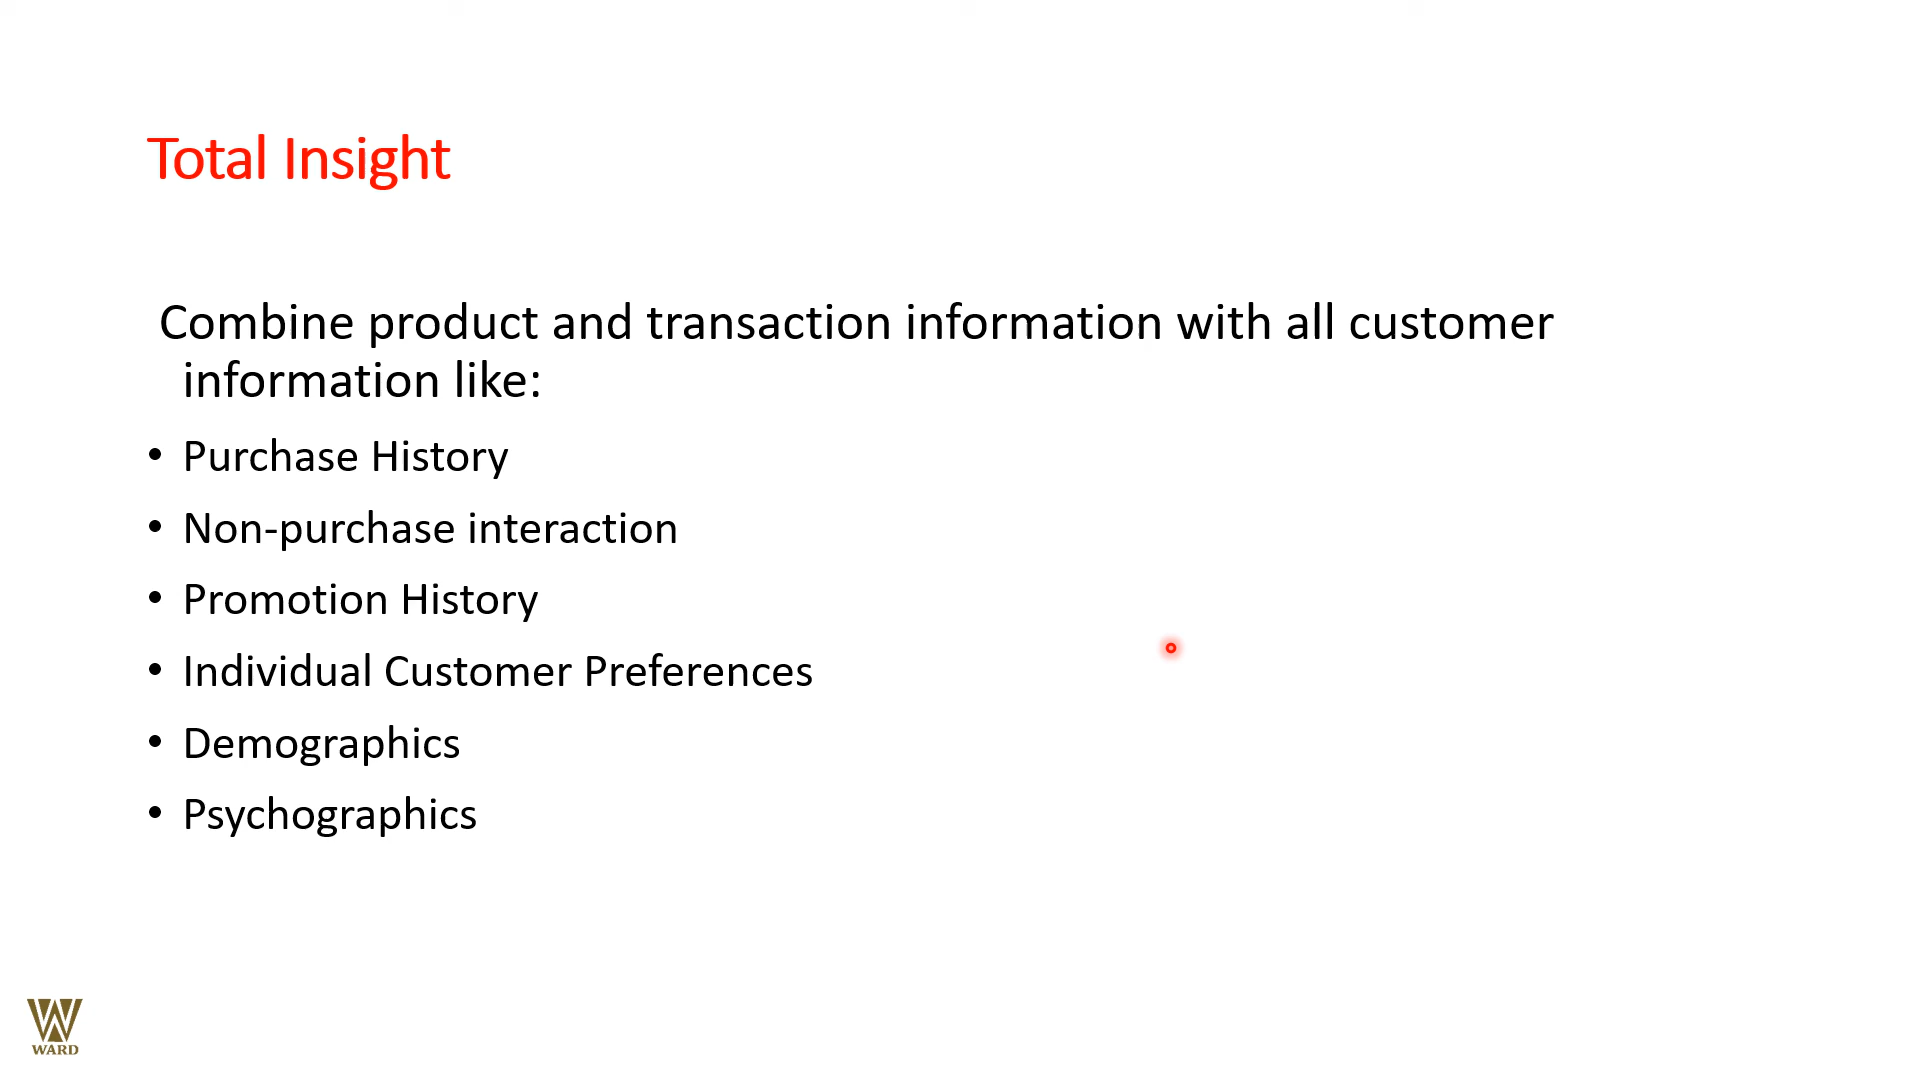 Total Insight
Combine product and transaction information with all customer
information like:
• Purchase History
• Non-purchase interaction
• Promotion History
• Individual Customer Preferences
• Demographics
• Psychographics
WARD